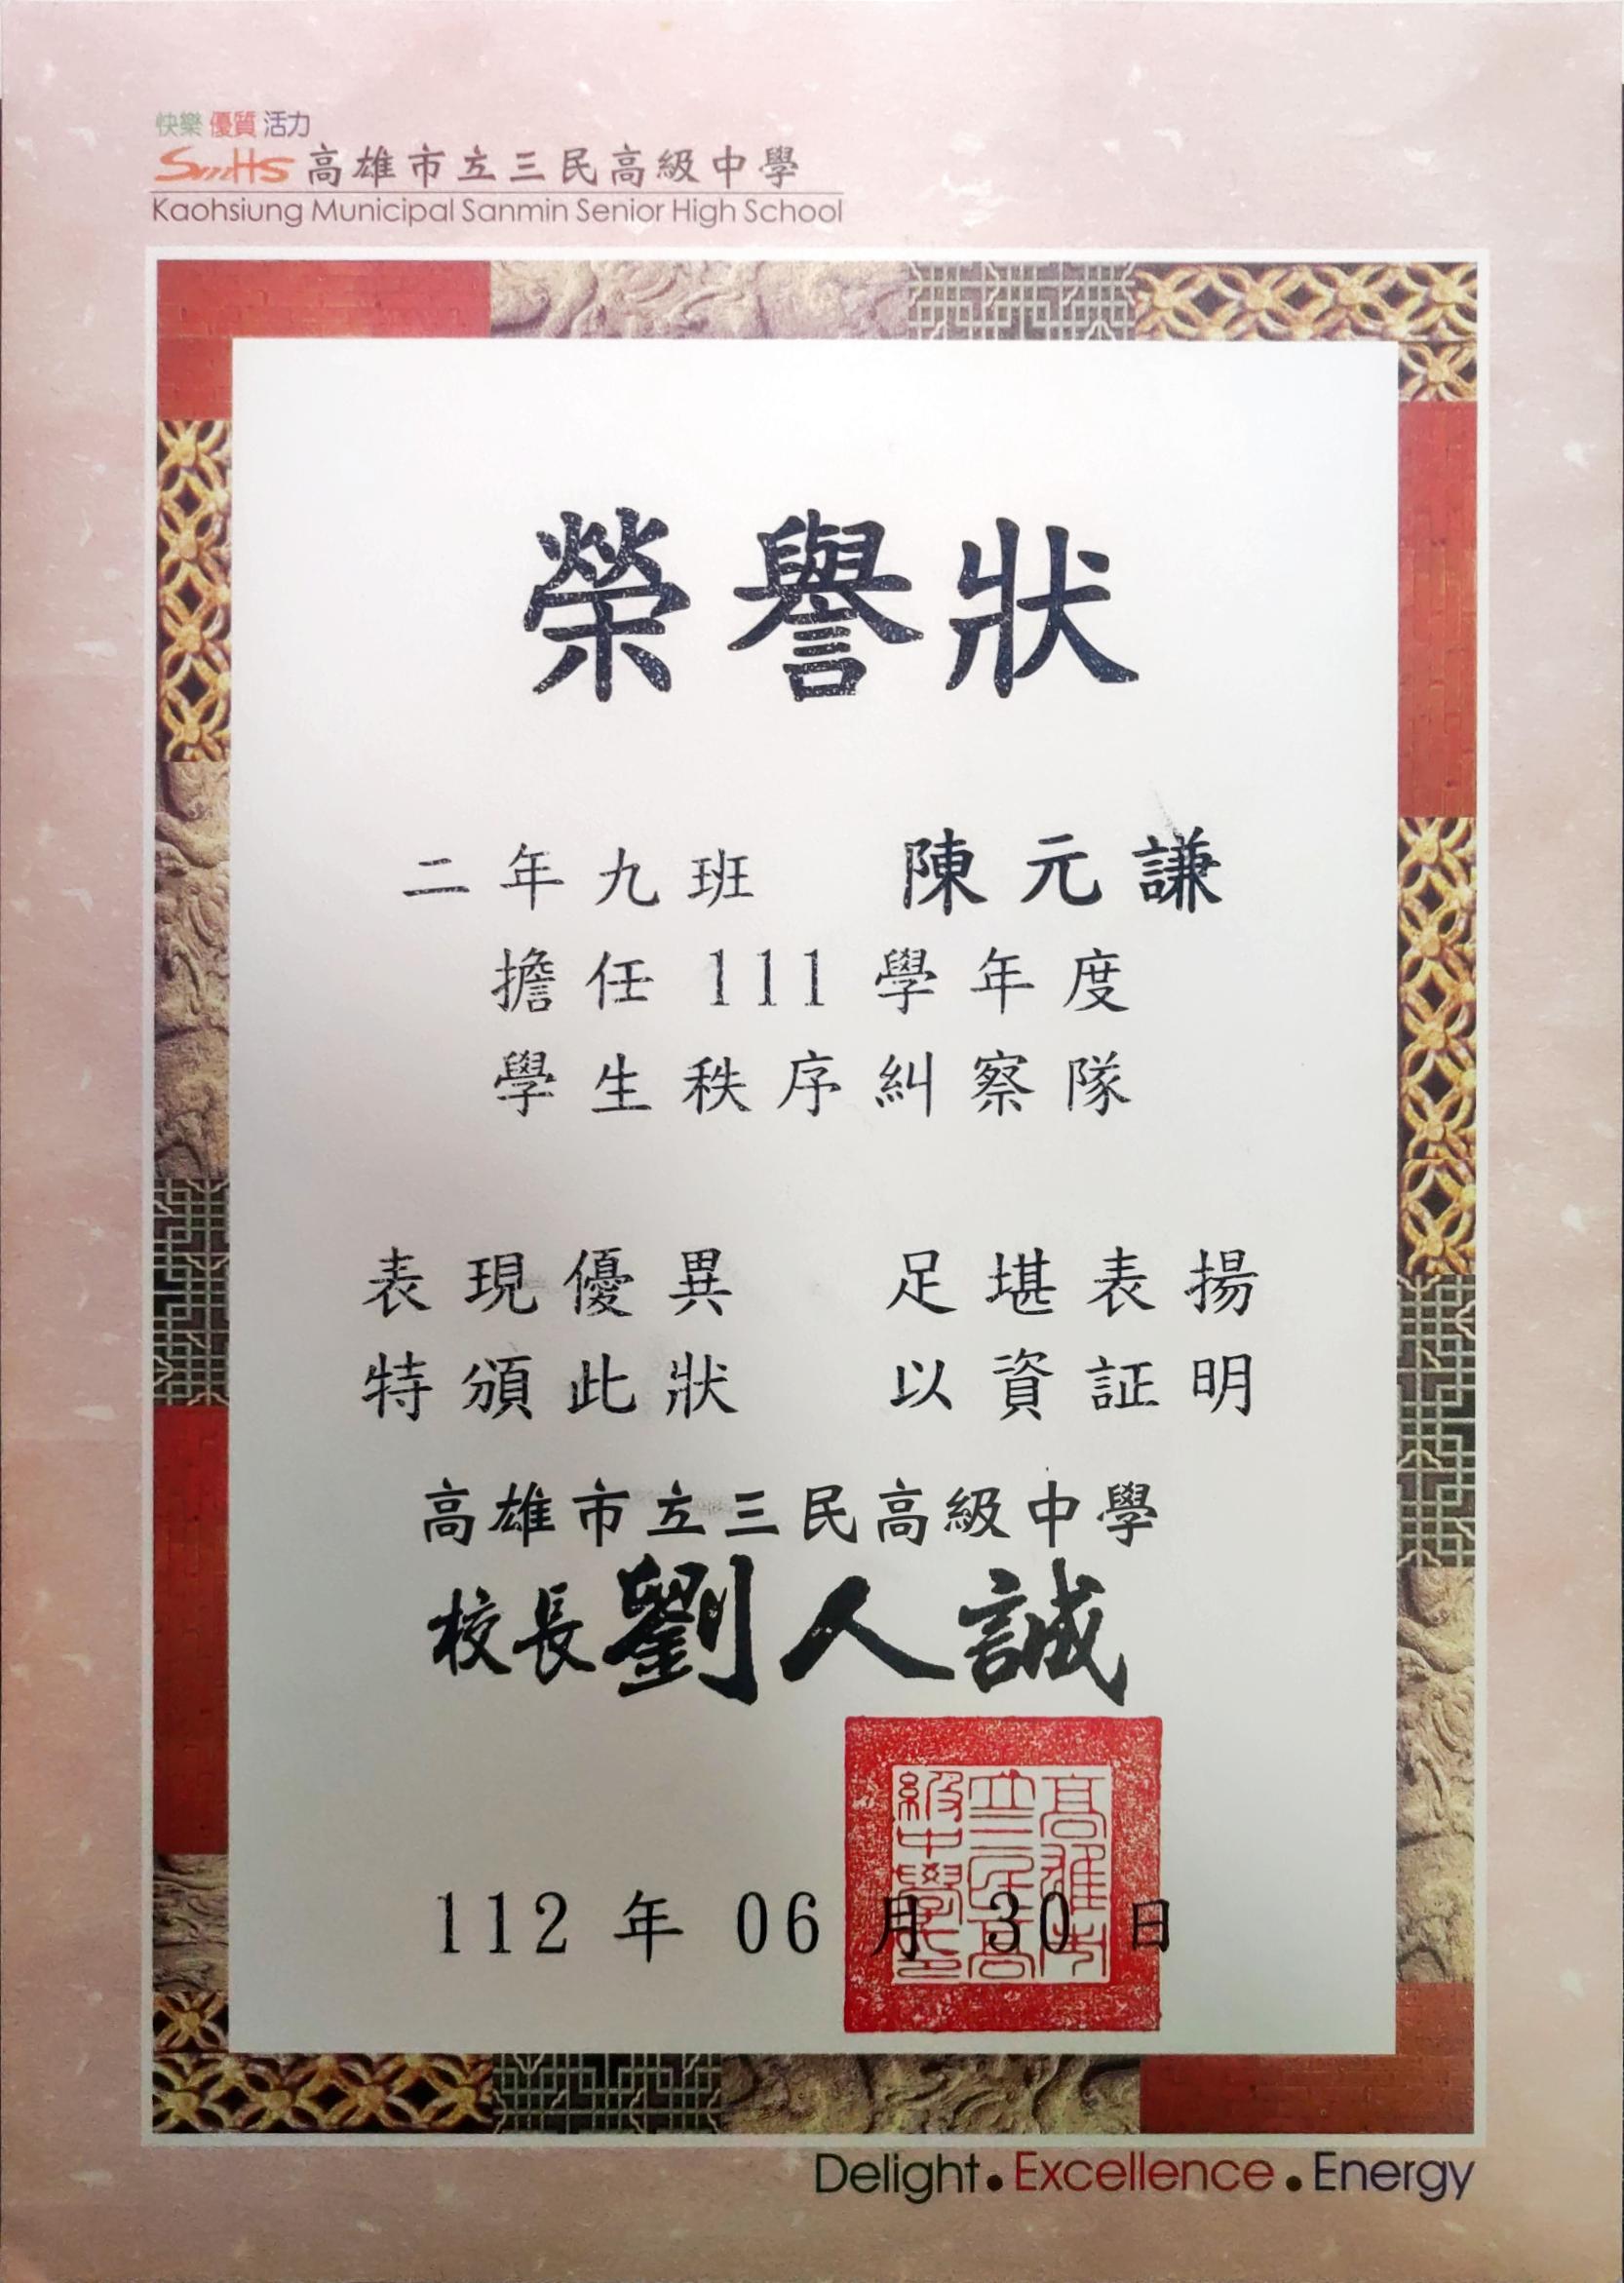 快樂 優質 活力
SmHS 高雄市立三民高級中學
Kaohsiung Municipal Sanmin Senior High School
榮譽狀
二年九班 陳元謙
擔任111學年度
學生秩序糾察隊
表現優異 足堪表揚
特頒此狀 以資証明
高雄市立三民高級中學
校長劉人誠
高雄市立三民高級中學印
112 年 06 月 30 日
Delight•Excellence•Energy